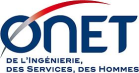 ONET
DE L'INGÉNIERIE,
DES SERVICES, DES HOMMES